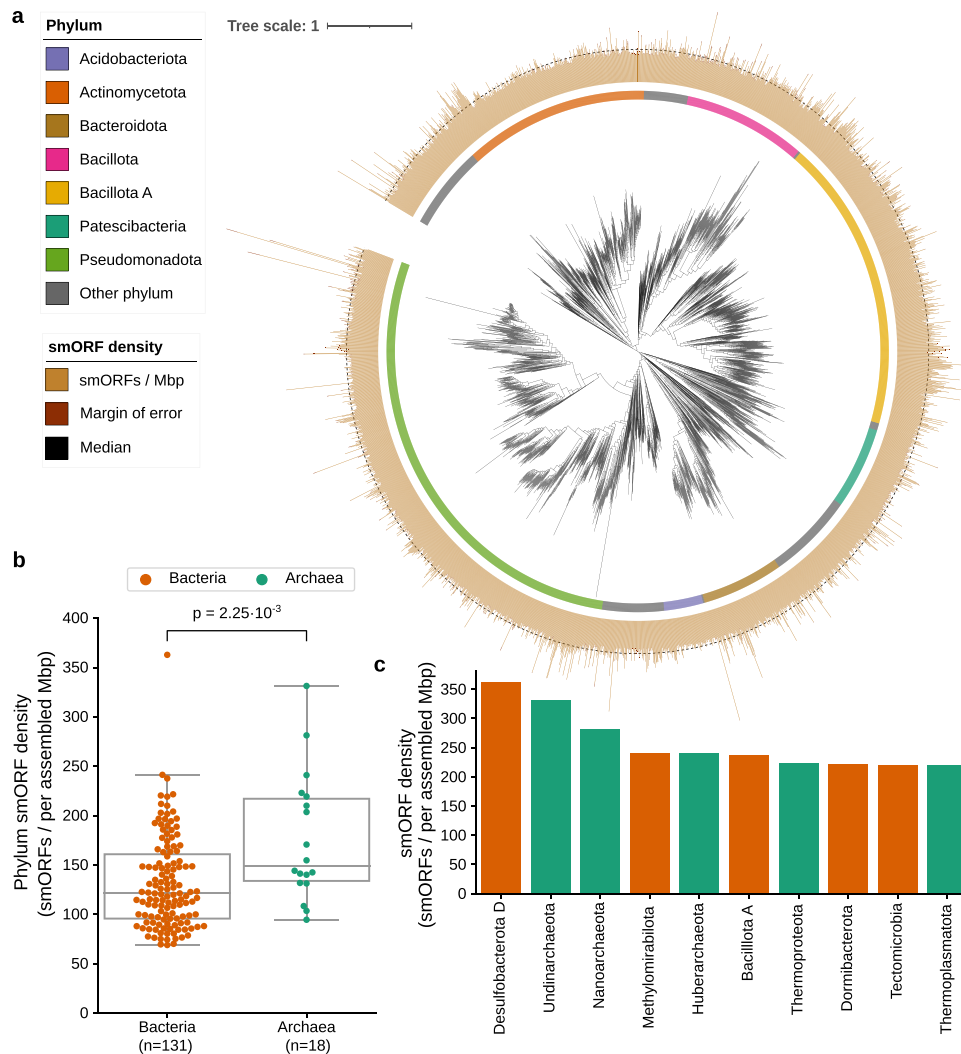 a
Phylum
Acidobacteriota
Actinomycetota
Bacteroidota
Bacillota
Bacillota A
Patescibacteria
Pseudomonadota
Other phylum
smORF density
smORFs / Mbp
Margin of error
Median
Tree scale: 1
b
Bacteria
Archaea
p = 2.25·10-3
Phylum smORF density
(smORFs / per assembled Mbp)
400
350
300
250
200
150
100
50
0
Bacteria
(n=131)
Archaea
(n=18)
c
smORF density
(smORFs / per assembled Mbp)
350
300
250
200
150
100
50
0
Desulfobacterota D
Undinarchaeota
Nanoarchaeota
Methylomirabilota
Huberarchaeota
Bacilllota A
Thermoproteota
Dormibacterota
Tectomicrobia
Thermoplasmatota